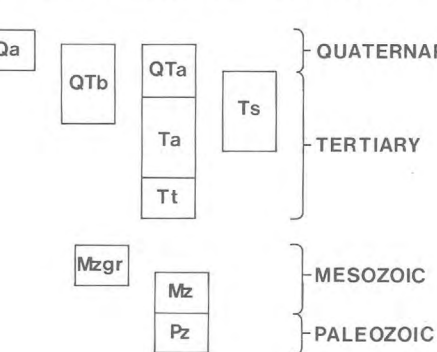 Qa
QUATERNAR
QTb
QTa
Ts
Ta
TERTIARY
Tt
Mzgr
MESOZOIC
Mz
Pz
PALEOZOIC